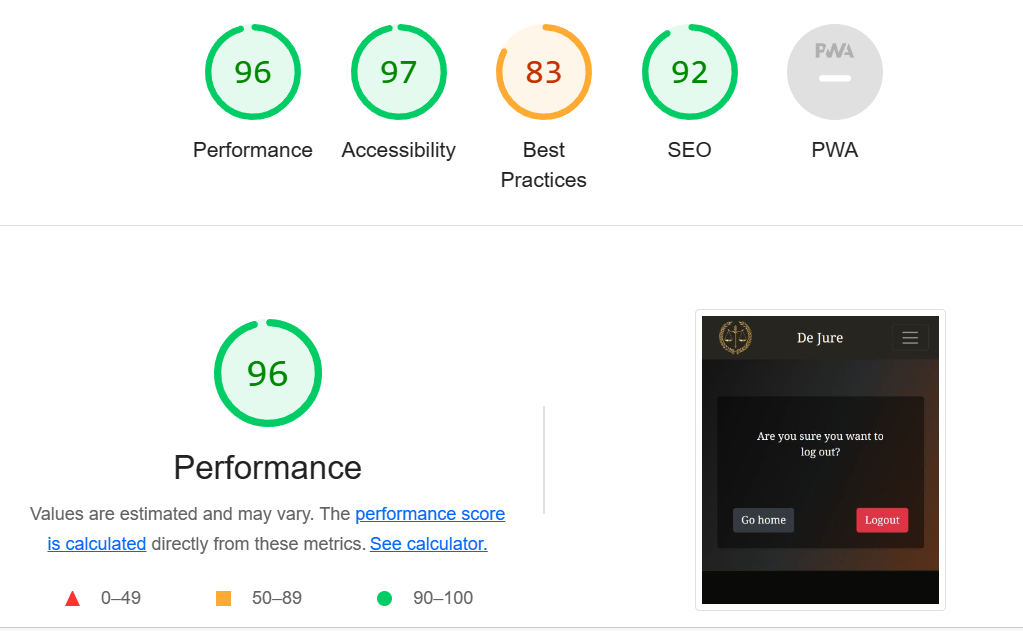 96
97
83
92
PWA
Performance
Accessibility
Best
Practices
SEO
PWA
96
Performance
Values are estimated and may vary. The performance score
is calculated directly from these metrics. See calculator.
0–49
50–89
90–100
De Jure
Are you sure you want to
log out?
Go home
Logout